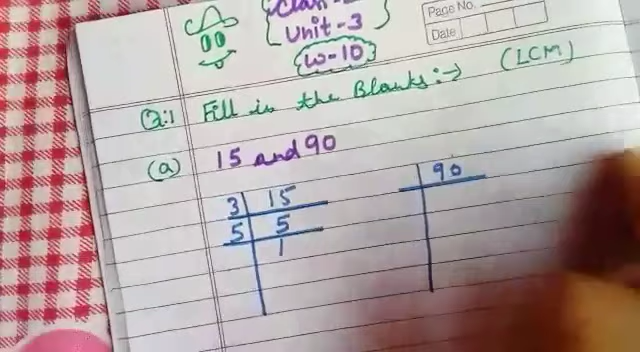 Unit-3
W-10
Page No.
Date
Q:1 Fill in the Blanks:→ (LCM)
(a) 15 and 90
3 15
5 5
1
90